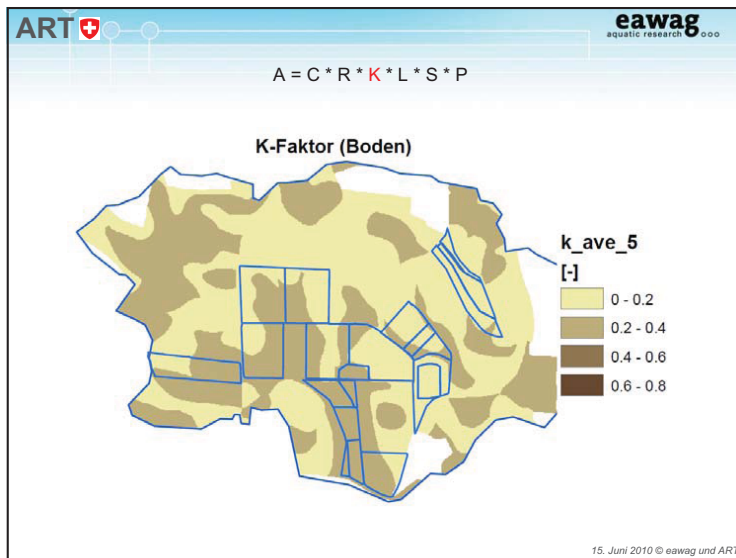 ART
eawag
aquatic research
A = C * R * K * L * S * P
K-Faktor (Boden)
k_ave_5
[-]
0 - 0.2
0.2 - 0.4
0.4 - 0.6
0.6 - 0.8
15. Juni 2010 © eawag und ART